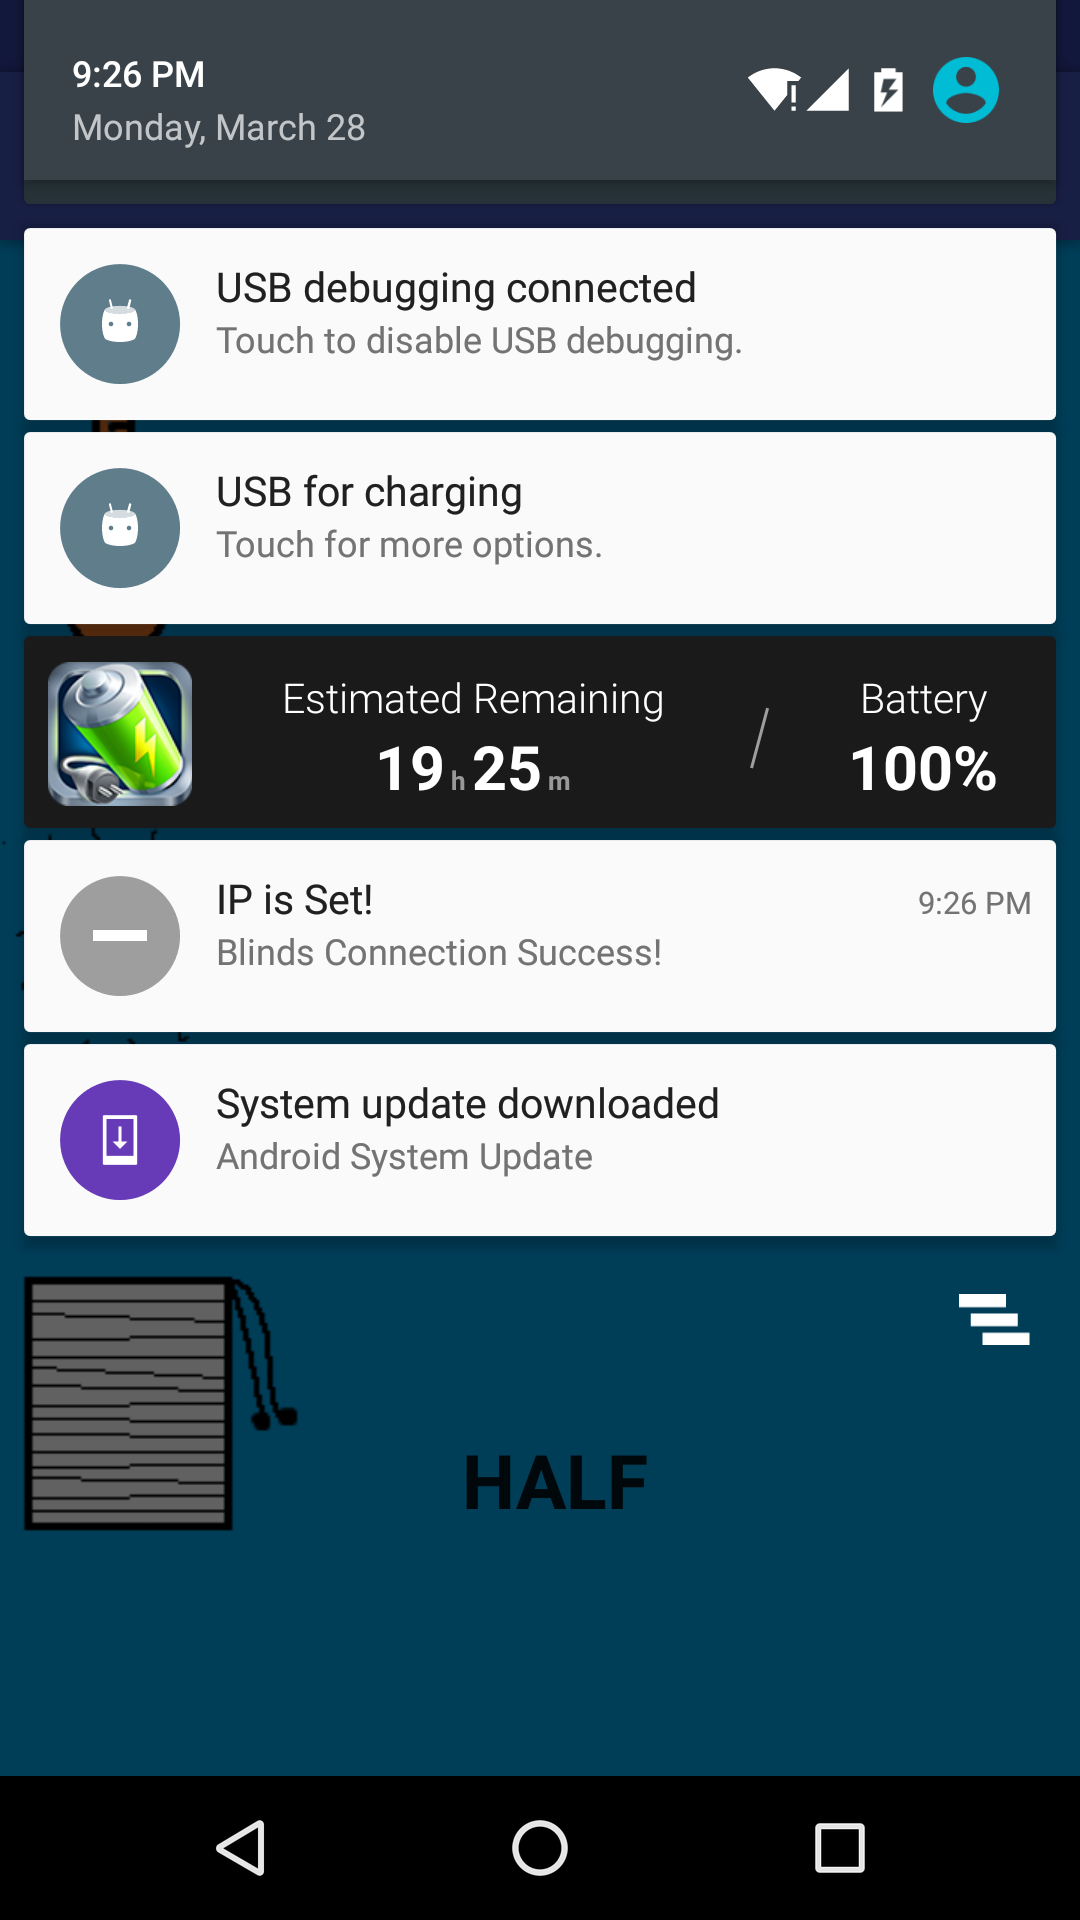 9:26 PM
Monday, March 28
USB debugging connected
Touch to disable USB debugging.
USB for charging
Touch for more options.
Estimated Remaining
19 h 25 m
/
Battery
100%
IP is Set!
9:26 PM
Blinds Connection Success!
System update downloaded
Android System Update
HALF